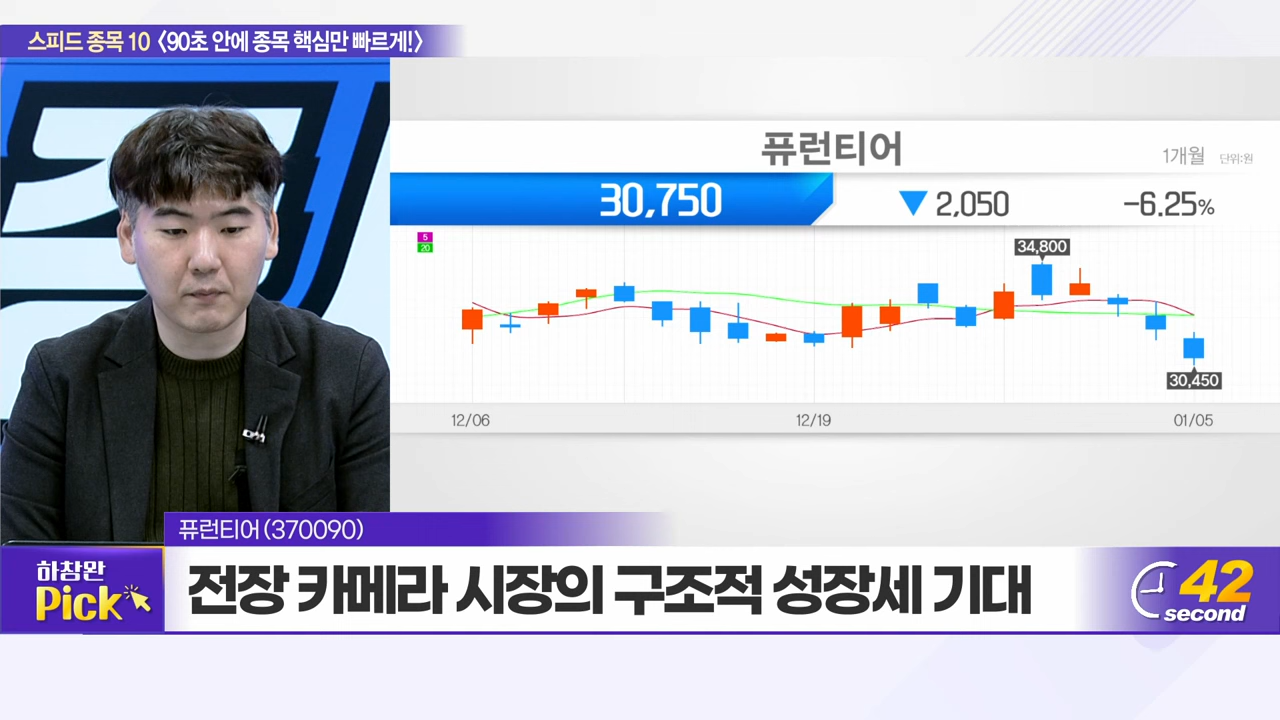 스피드 종목 10 〈90초 안에 종목 핵심만 빠르게!〉
퓨런티어
1개월 단위:원
30,750 ▼ 2,050 -6.25%
5
20
34,800
30,450
12/06 12/19 01/05
퓨런티어(370090)
하창완
Pick
전장 카메라 시장의 구조적 성장세 기대
42
second